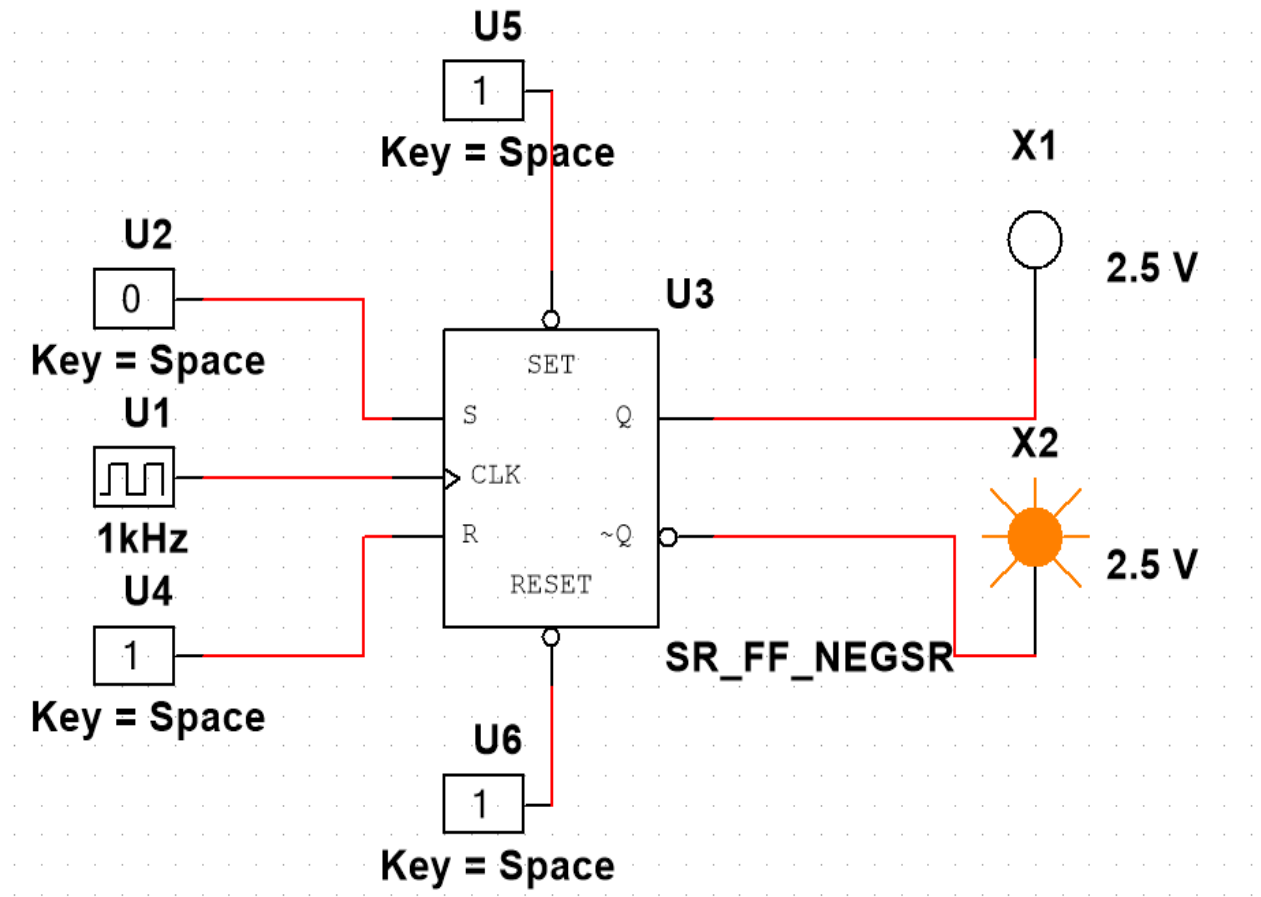 U5
1
Key = Space
X1
2.5 V
U2
0
Key = Space
U3
SET
S
Q
U1
CLK
X2
1kHz
R
~Q
2.5 V
RESET
U4
1
Key = Space
SR_FF_NEGSR
U6
1
Key = Space